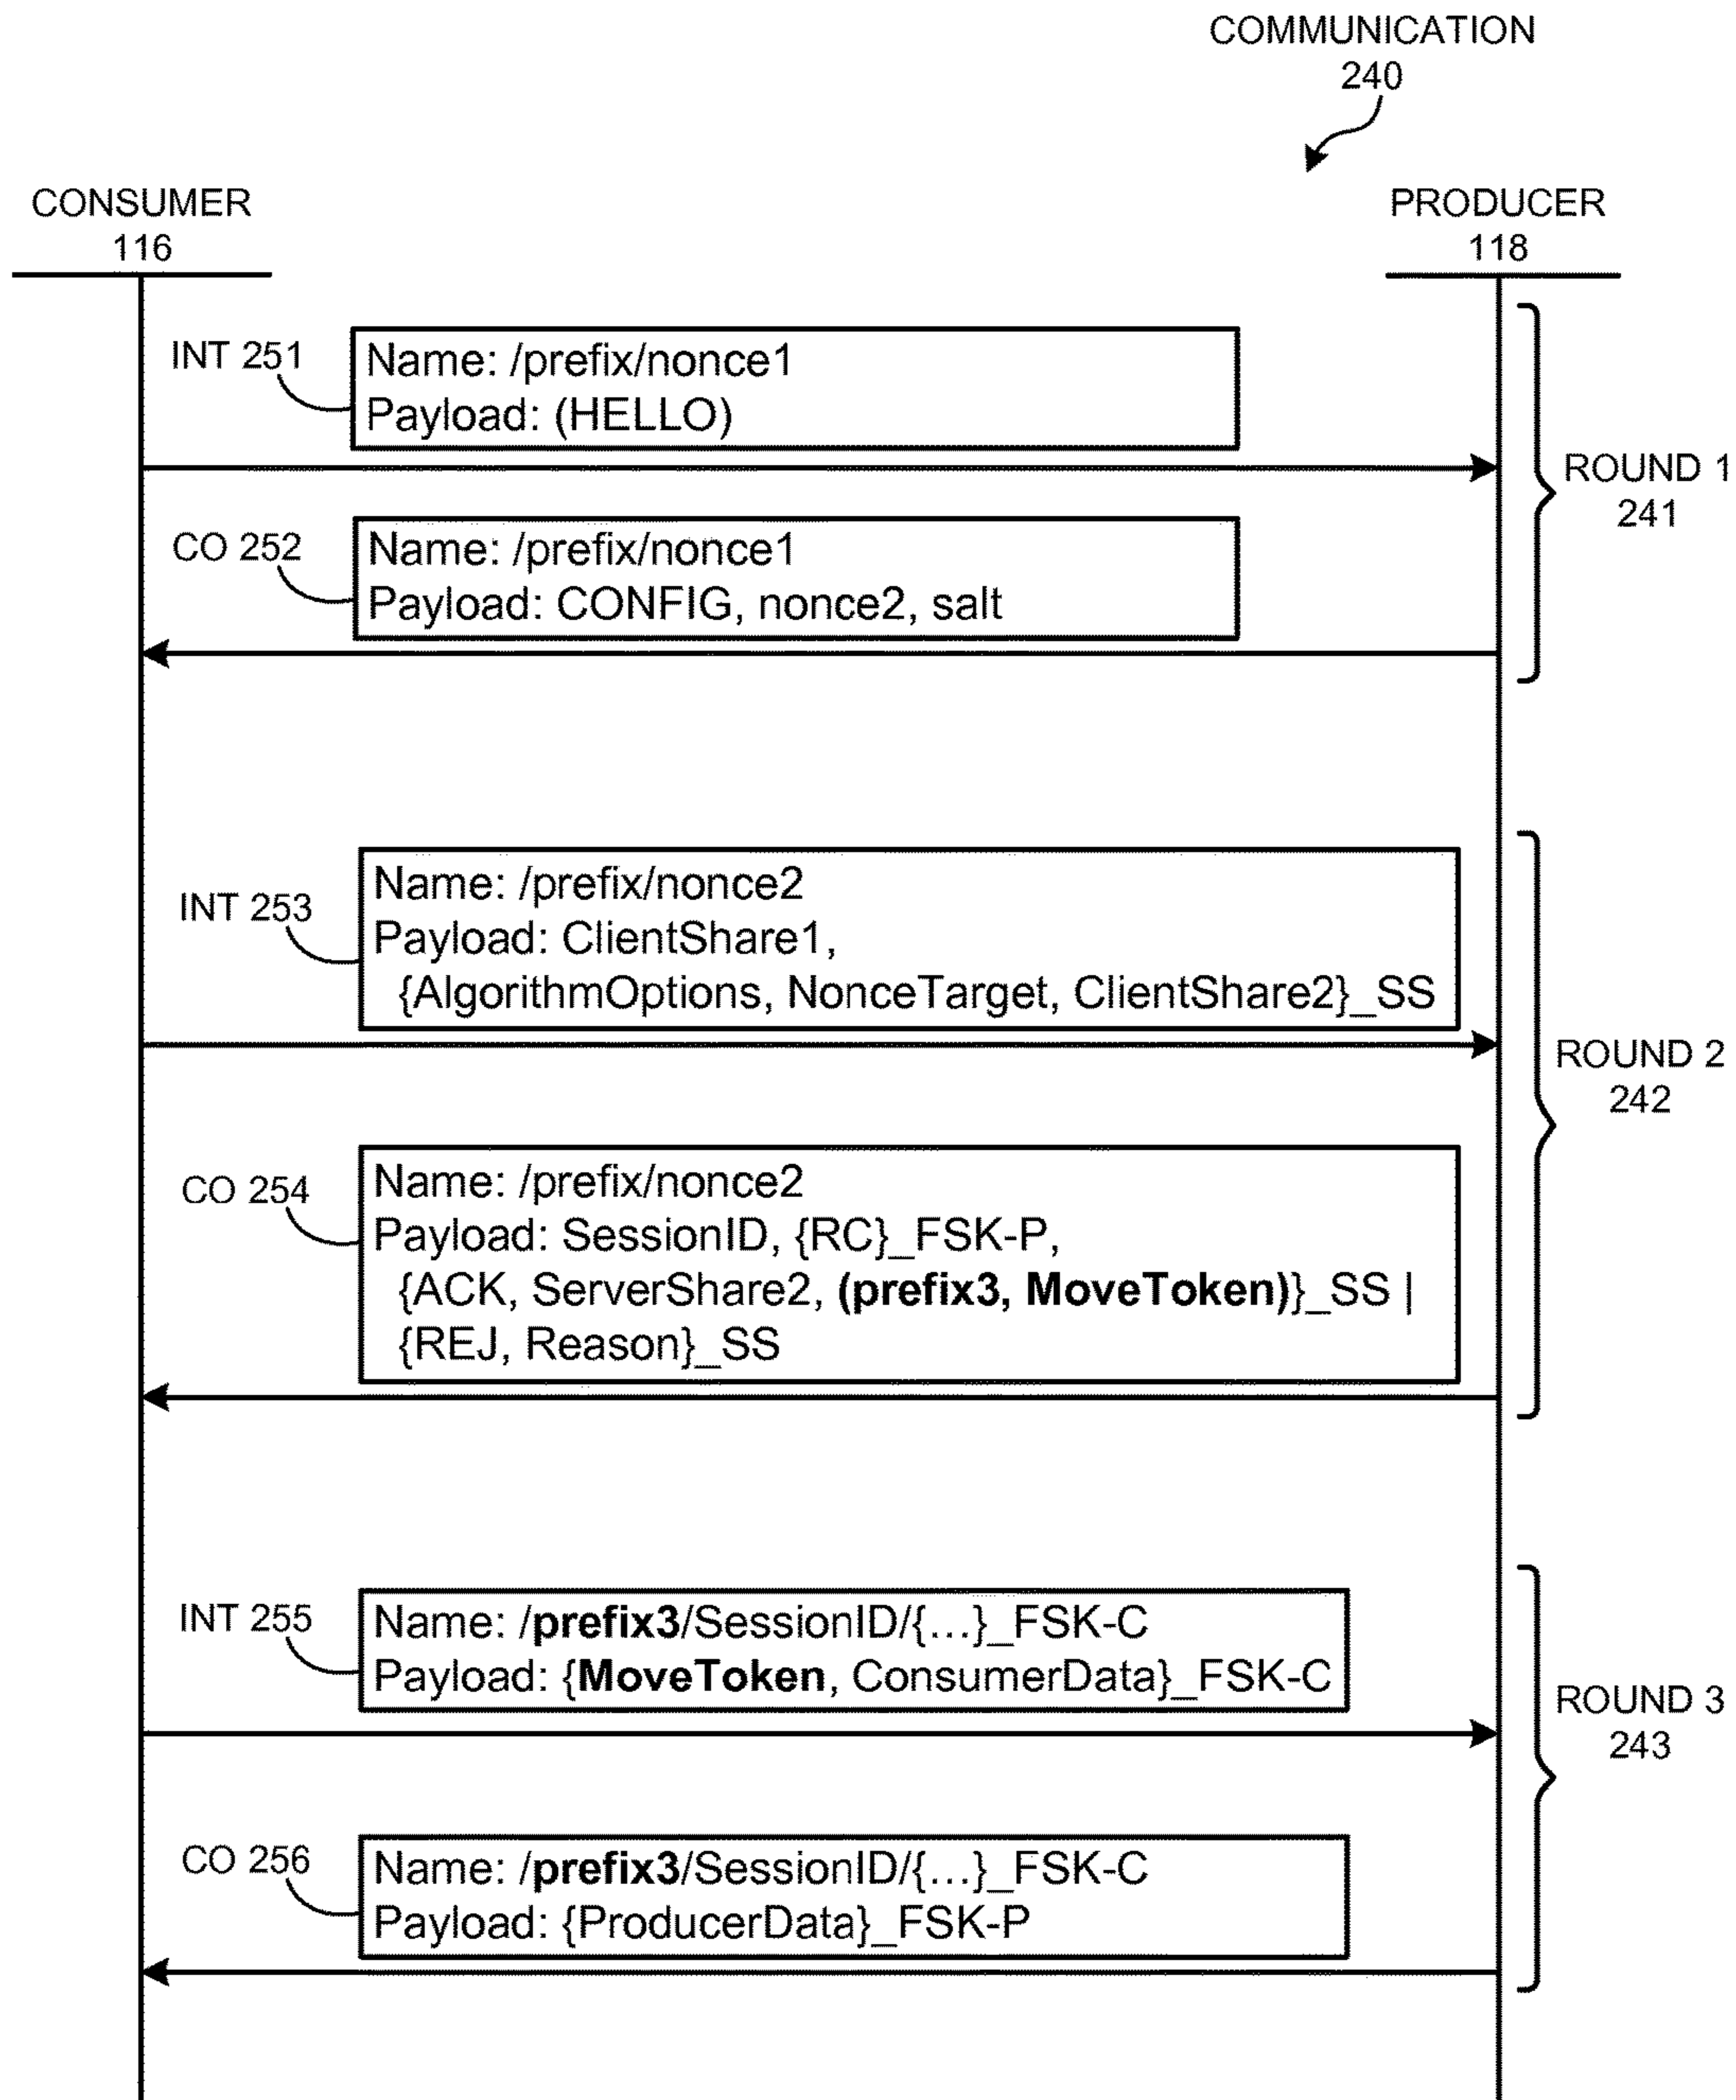 COMMUNICATION
240
CONSUMER
116
PRODUCER
118
INT 251
Name: /prefix/nonce1
Payload: (HELLO)
ROUND 1
241
CO 252
Name: /prefix/nonce1
Payload: CONFIG, nonce2, salt
INT 253
Name: /prefix/nonce2
Payload: ClientShare1,
{AlgorithmOptions, NonceTarget, ClientShare2}_SS
ROUND 2
242
CO 254
Name: /prefix/nonce2
Payload: SessionID, {RC}_FSK-P,
{ACK, ServerShare2, (prefix3, MoveToken)}_SS |
{REJ, Reason}_SS
INT 255
Name: /prefix3/SessionID/{...}_FSK-C
Payload: {MoveToken, ConsumerData}_FSK-C
ROUND 3
243
CO 256
Name: /prefix3/SessionID/{...}_FSK-C
Payload: {ProducerData}_FSK-P